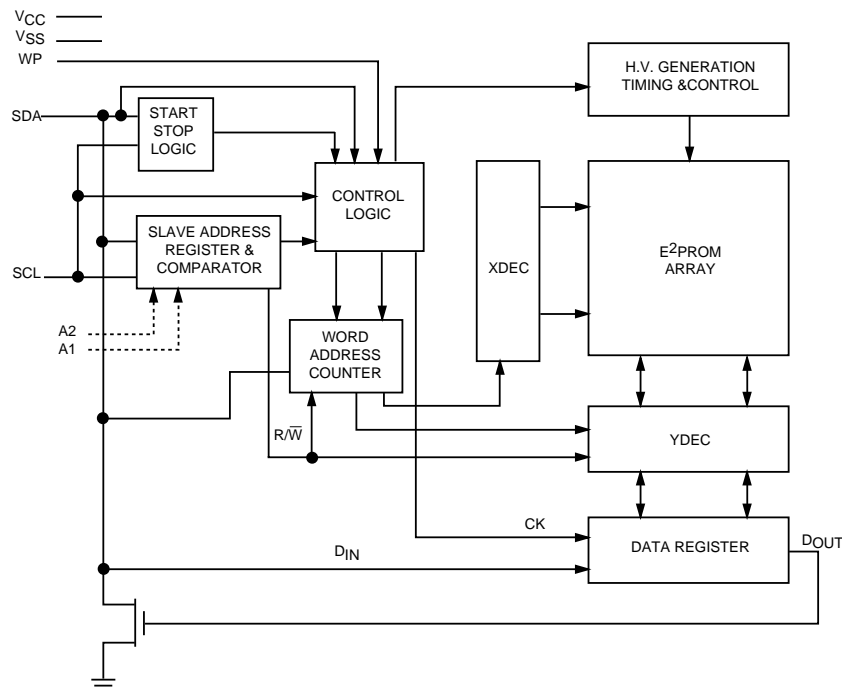 VCC
VSS
WP
H.V. GENERATION
TIMING &CONTROL
SDA
START
STOP
LOGIC
CONTROL
LOGIC
SLAVE ADDRESS
REGISTER &
COMPARATOR
SCL
XDEC
E2PROM
ARRAY
A2
A1
WORD
ADDRESS
COUNTER
R/W̅
YDEC
CK
DIN
DATA REGISTER
DOUT